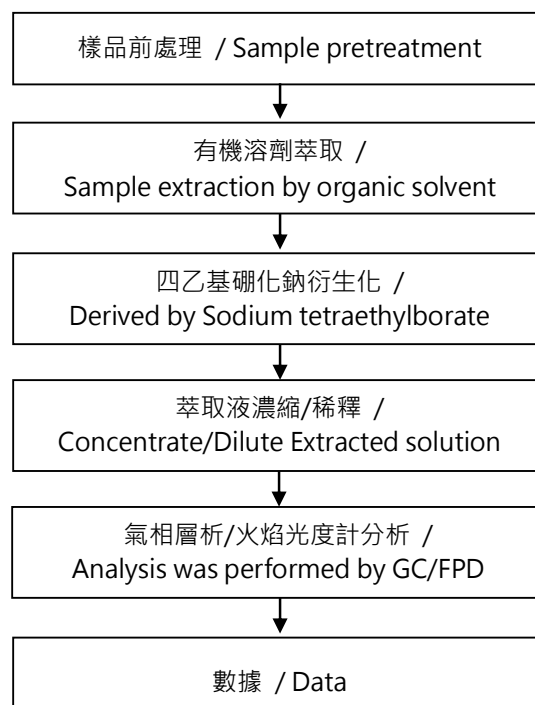 樣品前處理 / Sample pretreatment
有機溶劑萃取 /
Sample extraction by organic solvent
四乙基硼化鈉衍生化 /
Derived by Sodium tetraethylborate
萃取液濃縮/稀釋 /
Concentrate/Dilute Extracted solution
氣相層析/火焰光度計分析 /
Analysis was performed by GC/FPD
數據 / Data